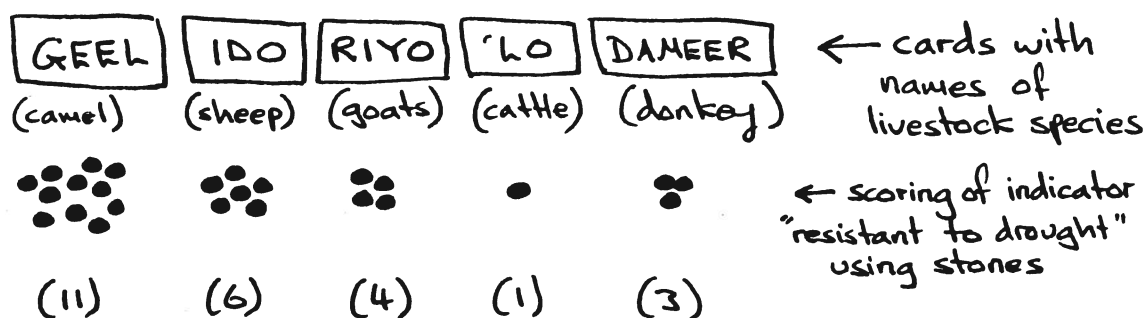 GEEL IDO RIYO 'LO DAMEER ← cards with
(camel) (sheep) (goats) (cattle) (donkey) names of
livestock species
← scoring of indicator
"resistant to drought"
using stones
(11) (6) (4) (1) (3)